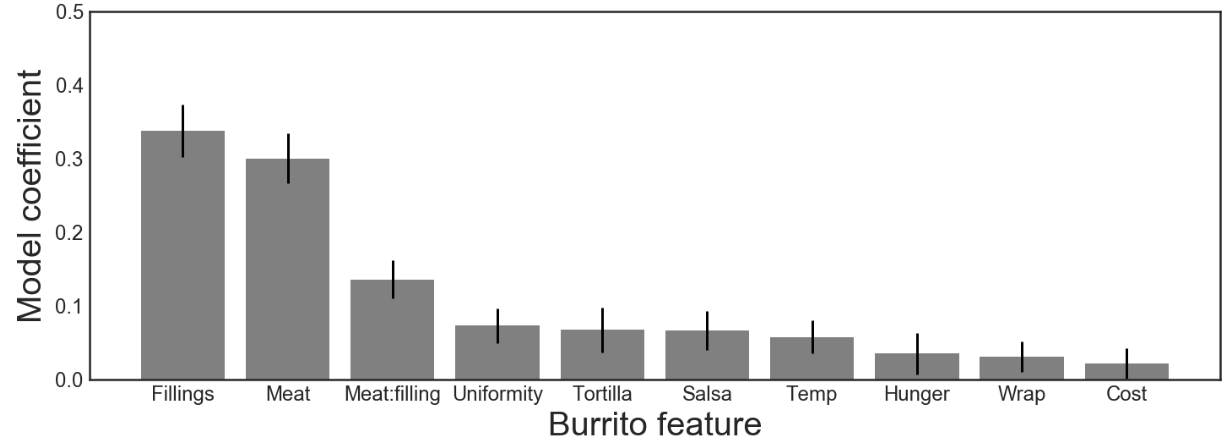 0.5
0.4
0.3
0.2
0.1
0.0
Model coefficient
Fillings Meat Meat:filling Uniformity Tortilla Salsa Temp Hunger Wrap Cost
Burrito feature